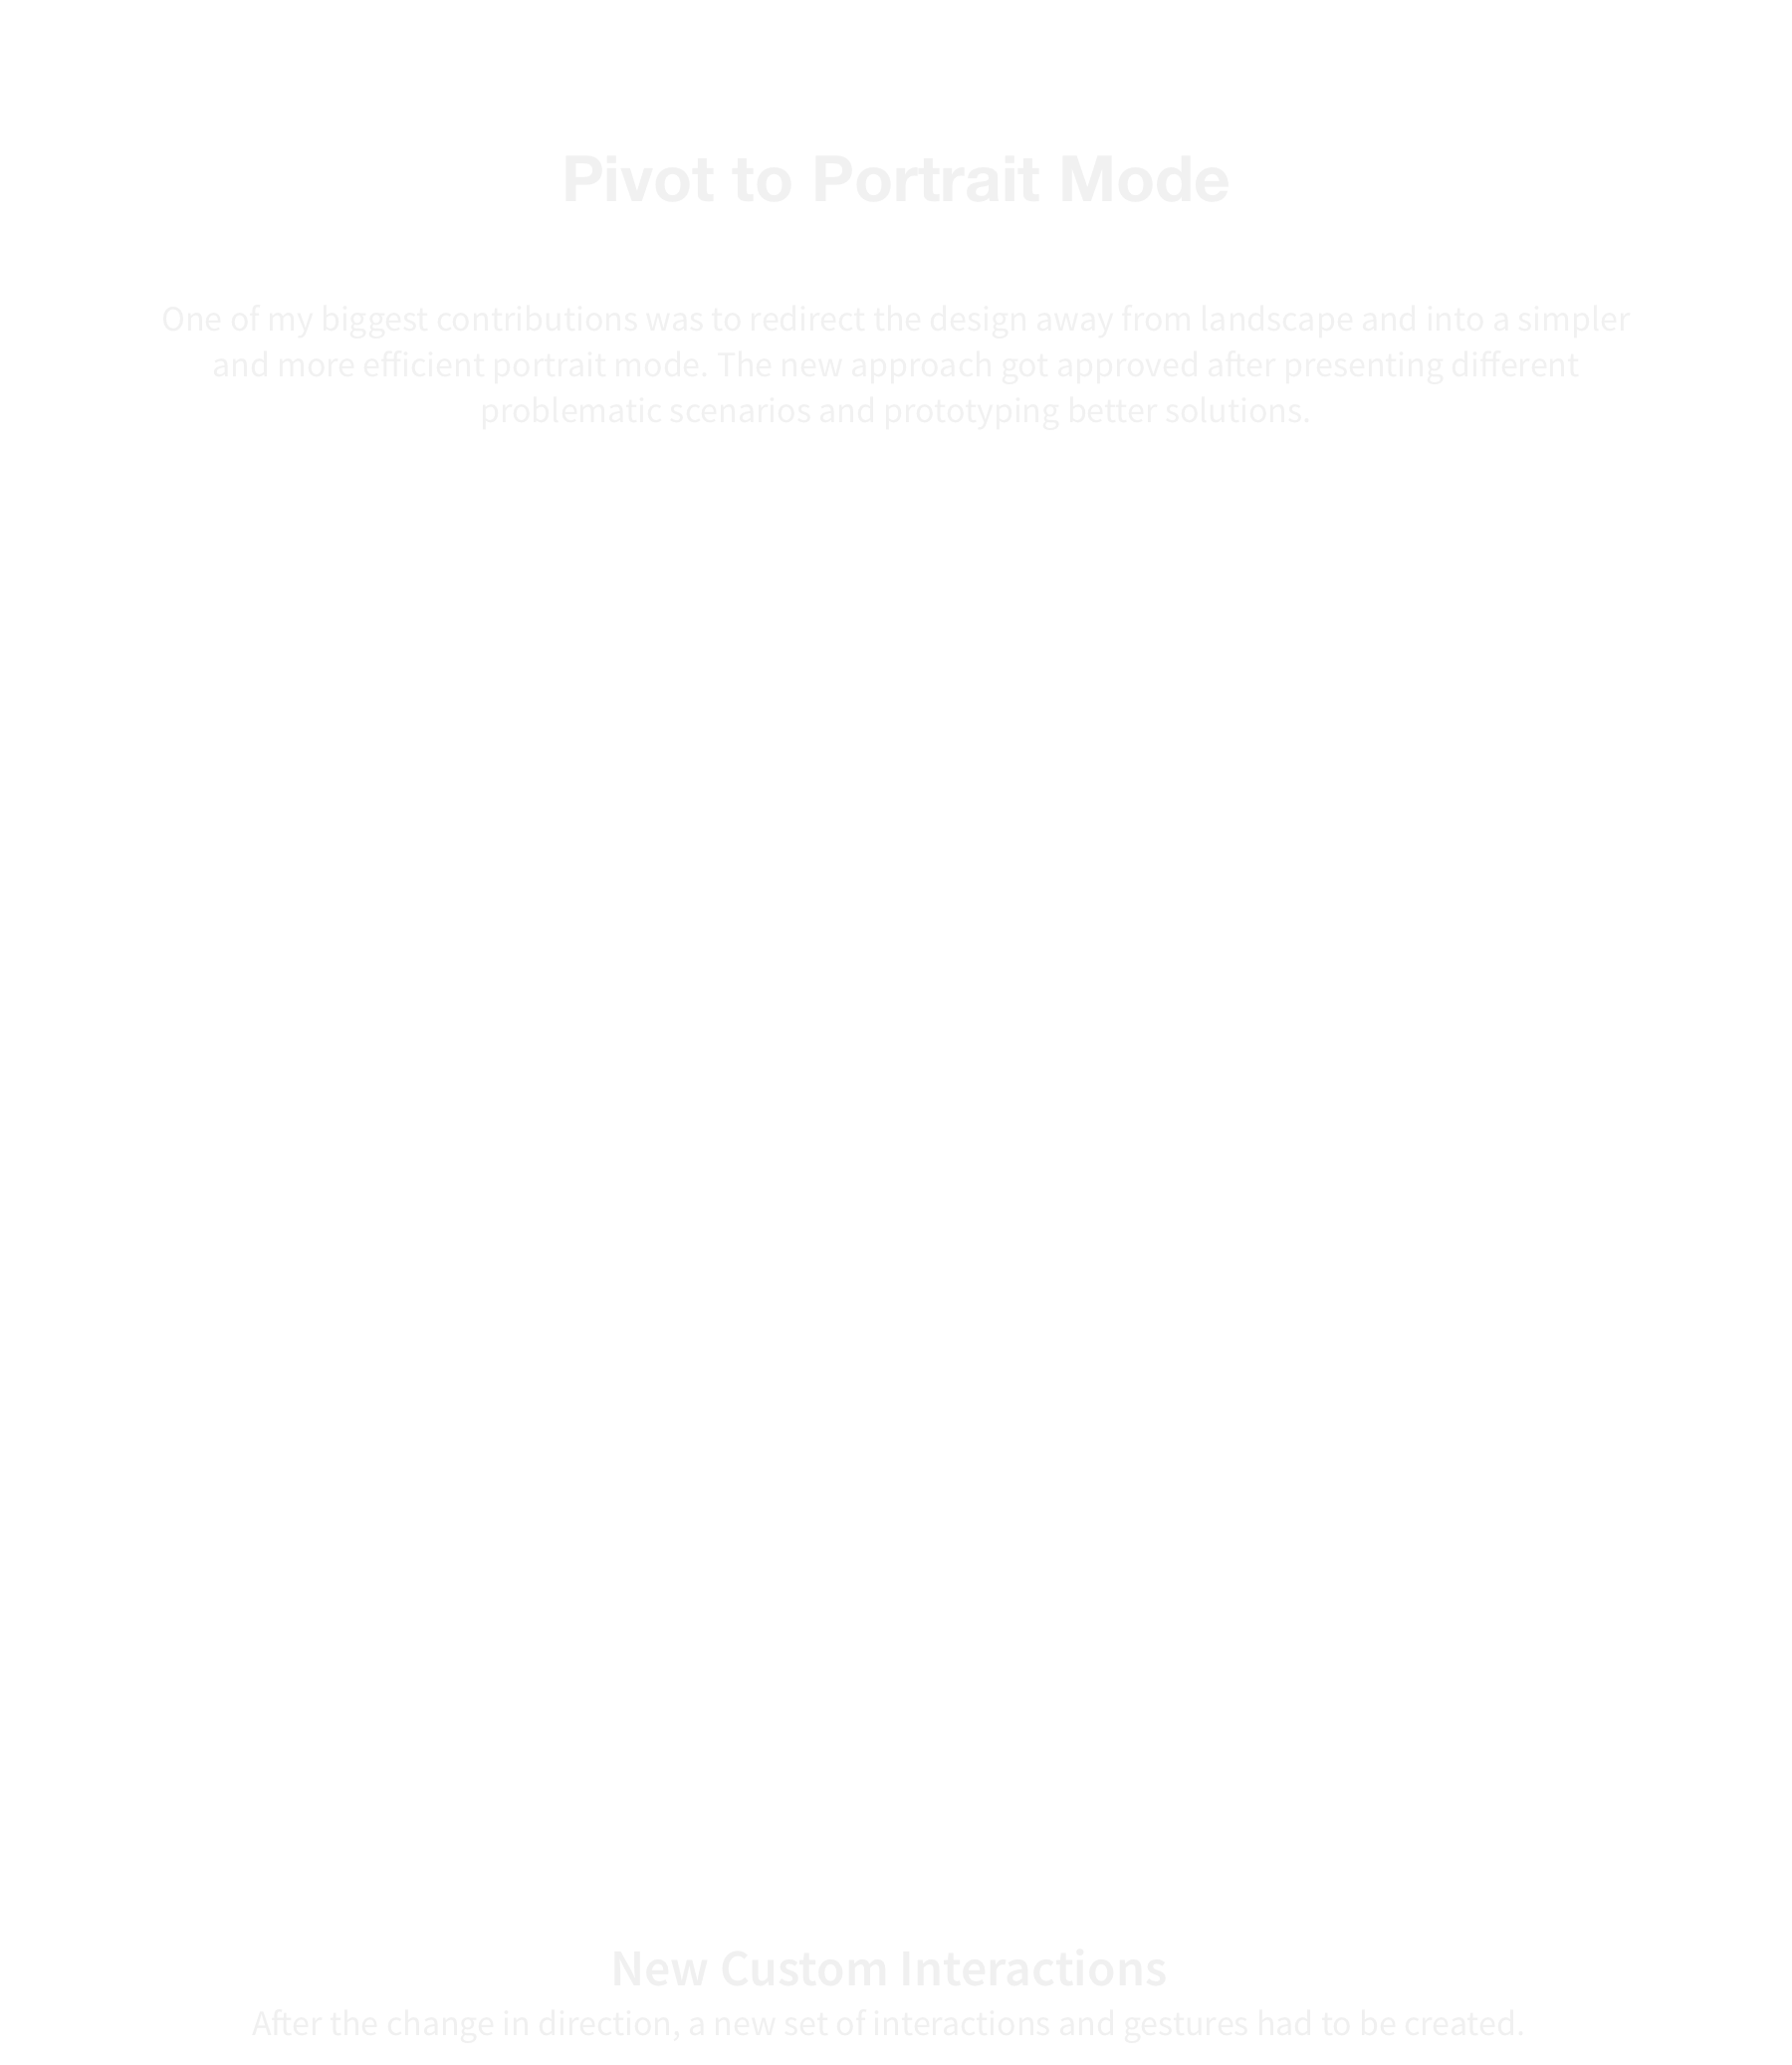 Pivot to Portrait Mode
One of my biggest contributions was to redirect the design away from landscape and into a simpler
and more efficient portrait mode. The new approach got approved after presenting different
problematic scenarios and prototyping better solutions.
New Custom Interactions
After the change in direction, a new set of interactions and gestures had to be created.